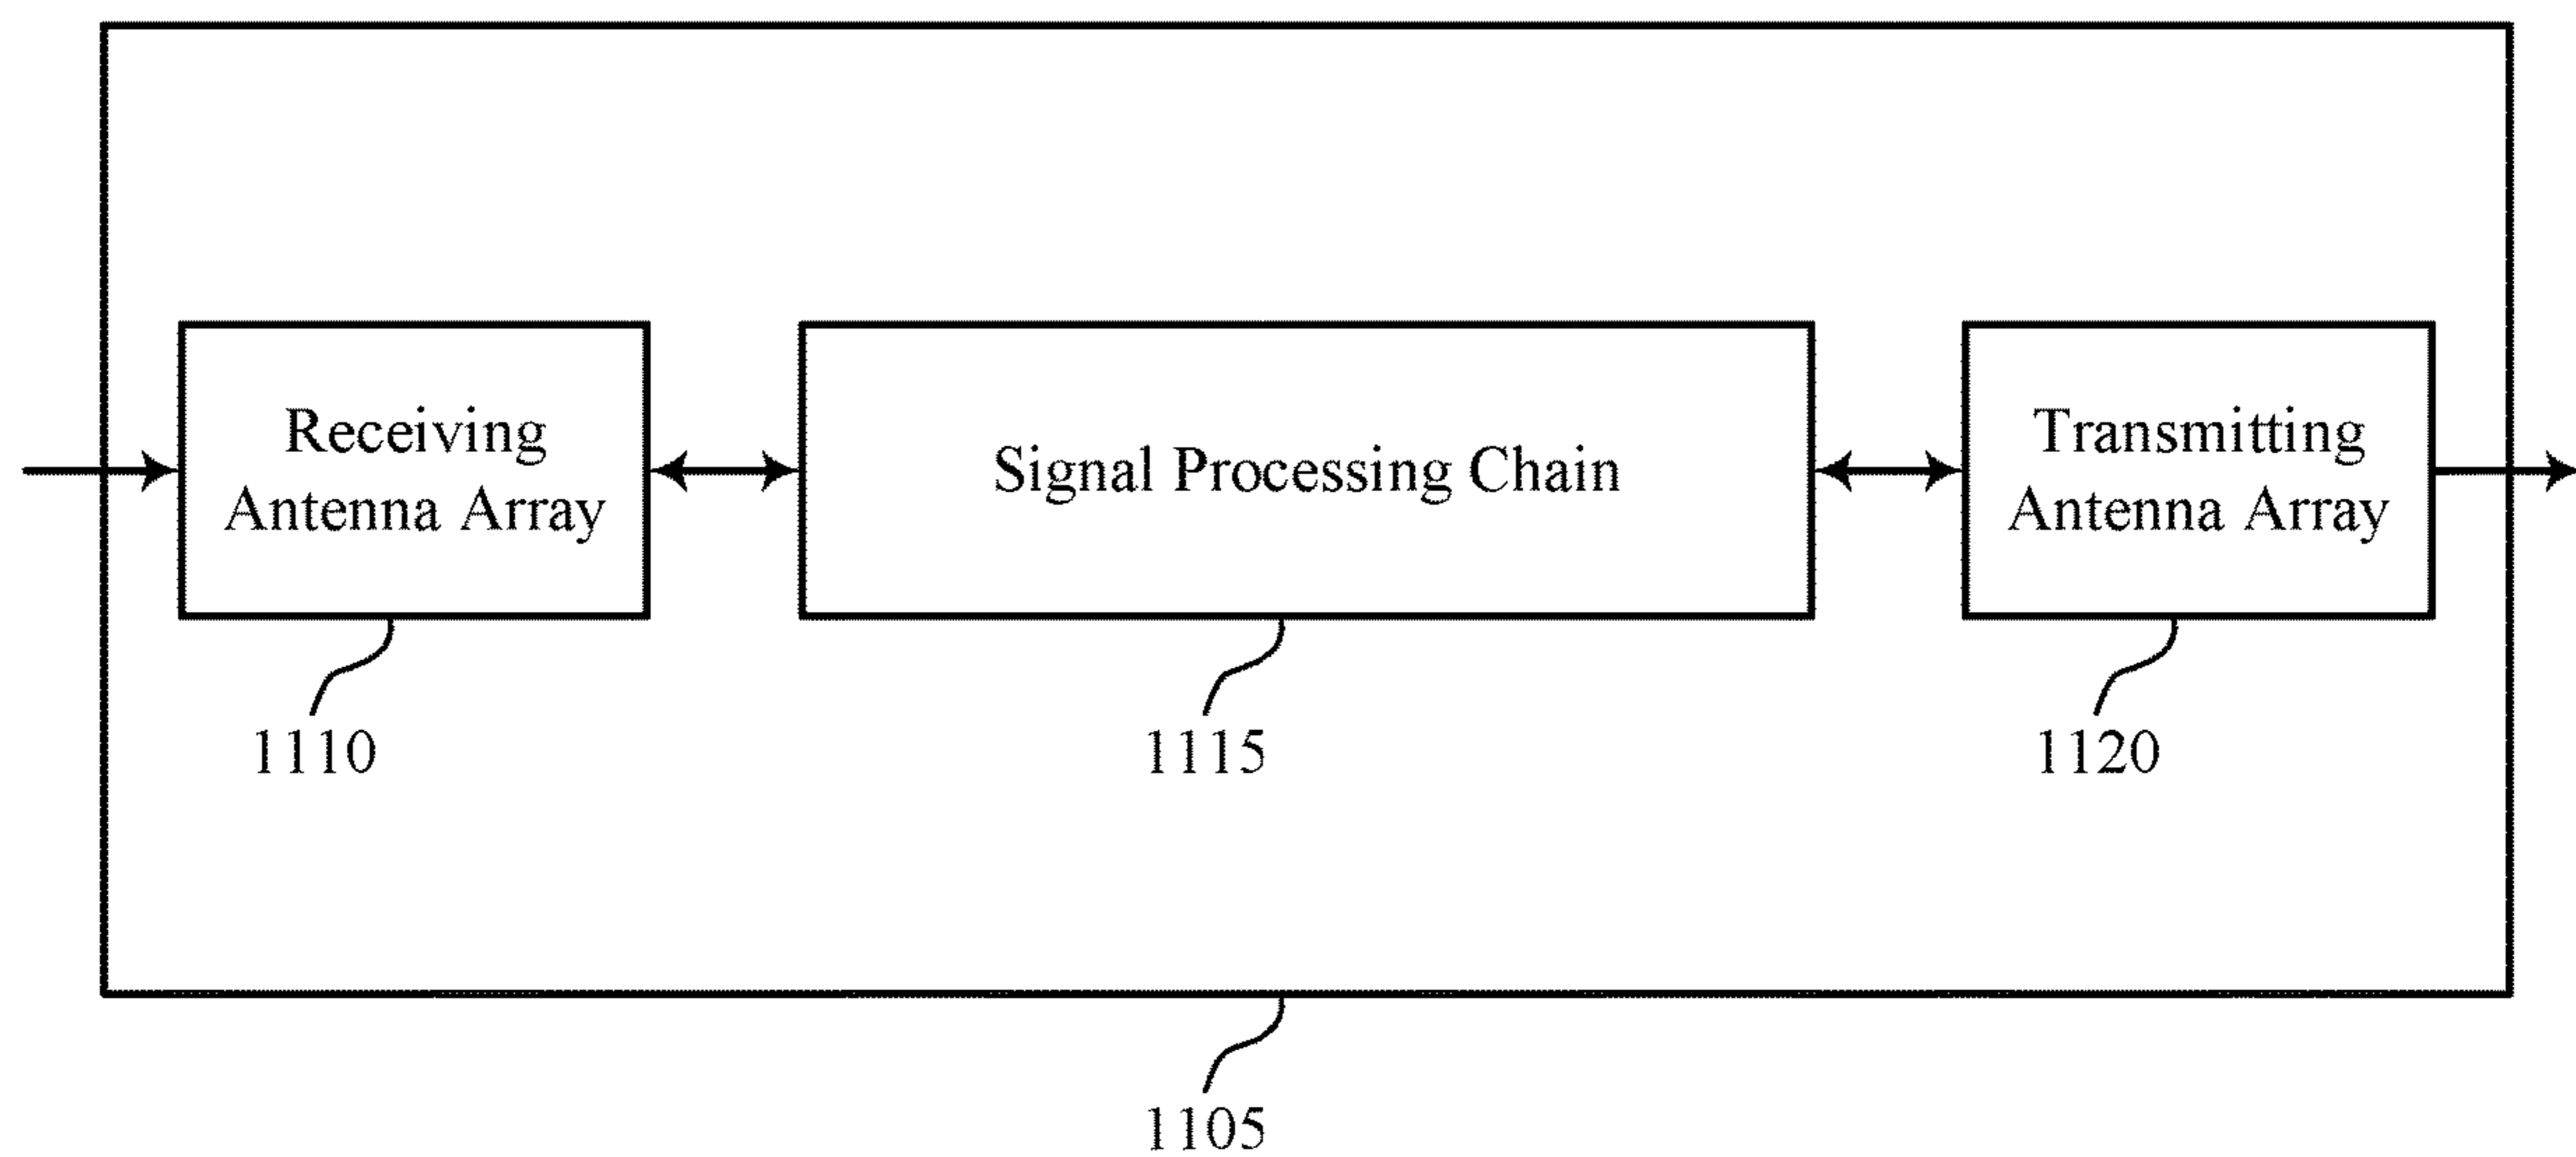 Receiving
Antenna Array
Signal Processing Chain
Transmitting
Antenna Array
1110
1115
1120
1105